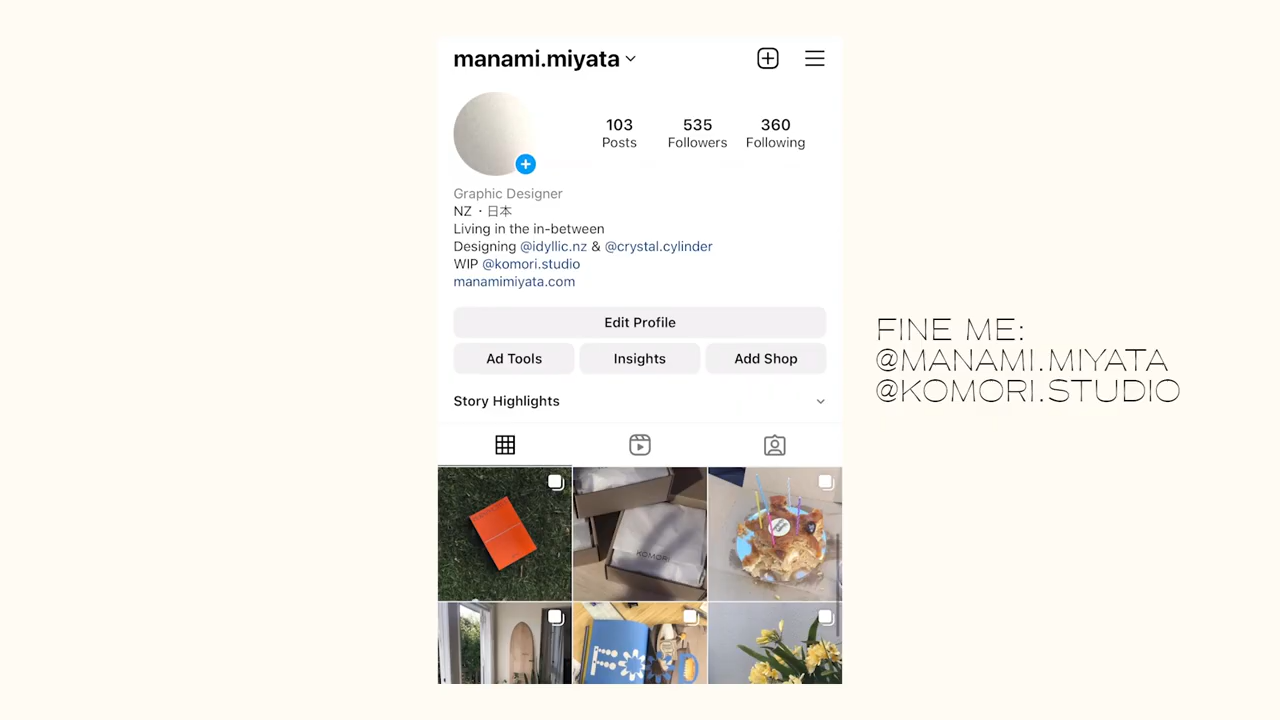 manami.miyata
103
535
360
Posts
Followers
Following
Graphic Designer
NZ・日本
Living in the in-between
Designing @idyllic.nz & @crystal.cylinder
WIP @komori.studio
manamimiyata.com
Edit Profile
Ad Tools
Insights
Add Shop
Story Highlights
FINE ME:
@MANAMI.MIYATA
@KOMORI.STUDIO
KOMORI